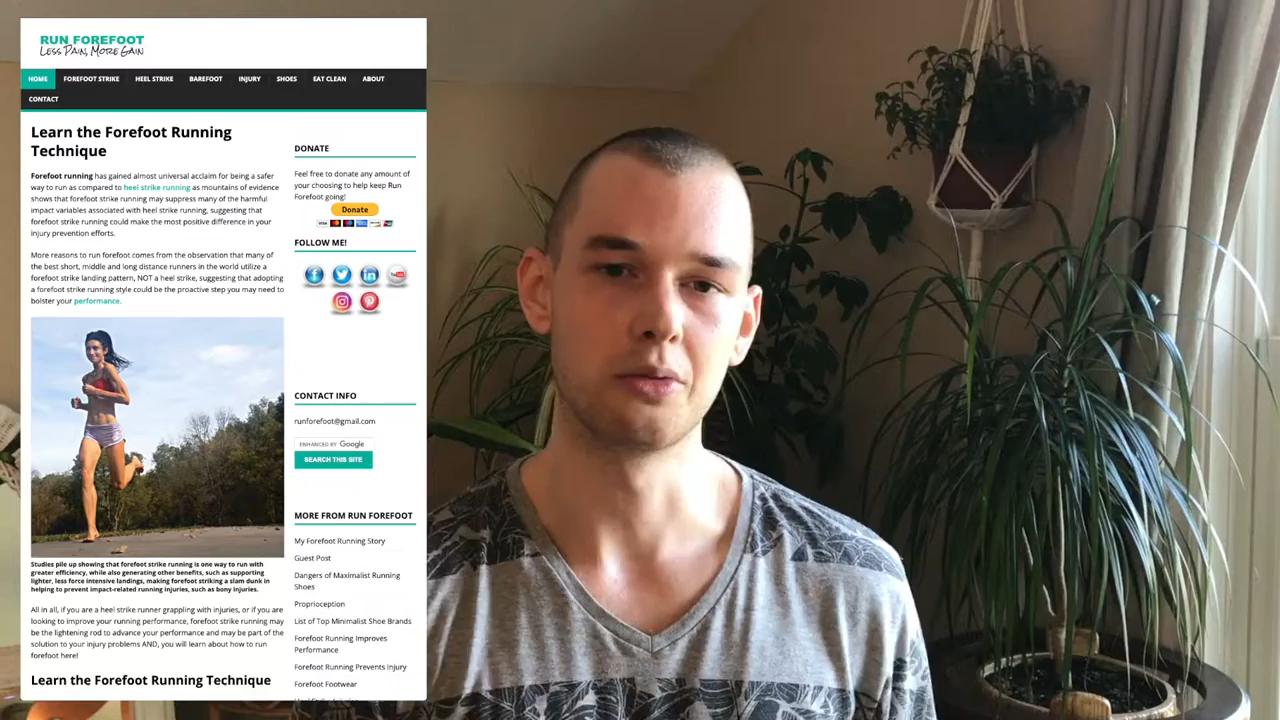 RUN FOREFOOT
LESS PAIN, MORE GAIN
HOME FOREFOOT STRIKE HEEL STRIKE BAREFOOT INJURY SHOES EAT CLEAN ABOUT
CONTACT
Learn the Forefoot Running
Technique
Forefoot running has gained almost universal acclaim for being a safer
way to run as compared to heel strike running as mountains of evidence
shows that forefoot strike running may suppress many of the harmful
impact variables associated with heel strike running, suggesting that
forefoot strike running could make the most positive difference in your
injury prevention efforts.
More reasons to run forefoot comes from the observation that many of
the best short, middle and long distance runners in the world utilize a
forefoot strike landing pattern, NOT a heel strike, suggesting that adopting
a forefoot strike running style could be the proactive step you may need to
bolster your performance.
Studies pile up showing that forefoot strike running is one way to run with
greater efficiency, while also generating other benefits, such as supporting
lighter, less force intensive landings, making forefoot striking a slam dunk in
helping to prevent impact-related running injuries, such as bony injuries.
All in all, if you are a heel strike runner grappling with injuries, or if you are
looking to improve your running performance, forefoot strike running may
be the lightening rod to advance your performance and may be part of the
solution to your injury problems AND, you will learn about how to run
forefoot here!
Learn the Forefoot Running Technique
DONATE
Feel free to donate any amount of
your choosing to help keep Run
Forefoot going!
Donate
VISA
FOLLOW ME!
CONTACT INFO
runforefoot@gmail.com
ENHANCED BY Google
SEARCH THIS SITE
MORE FROM RUN FOREFOOT
My Forefoot Running Story
Guest Post
Dangers of Maximalist Running
Shoes
Proprioception
List of Top Minimalist Shoe Brands
Forefoot Running Improves
Performance
Forefoot Running Prevents Injury
Forefoot Footwear